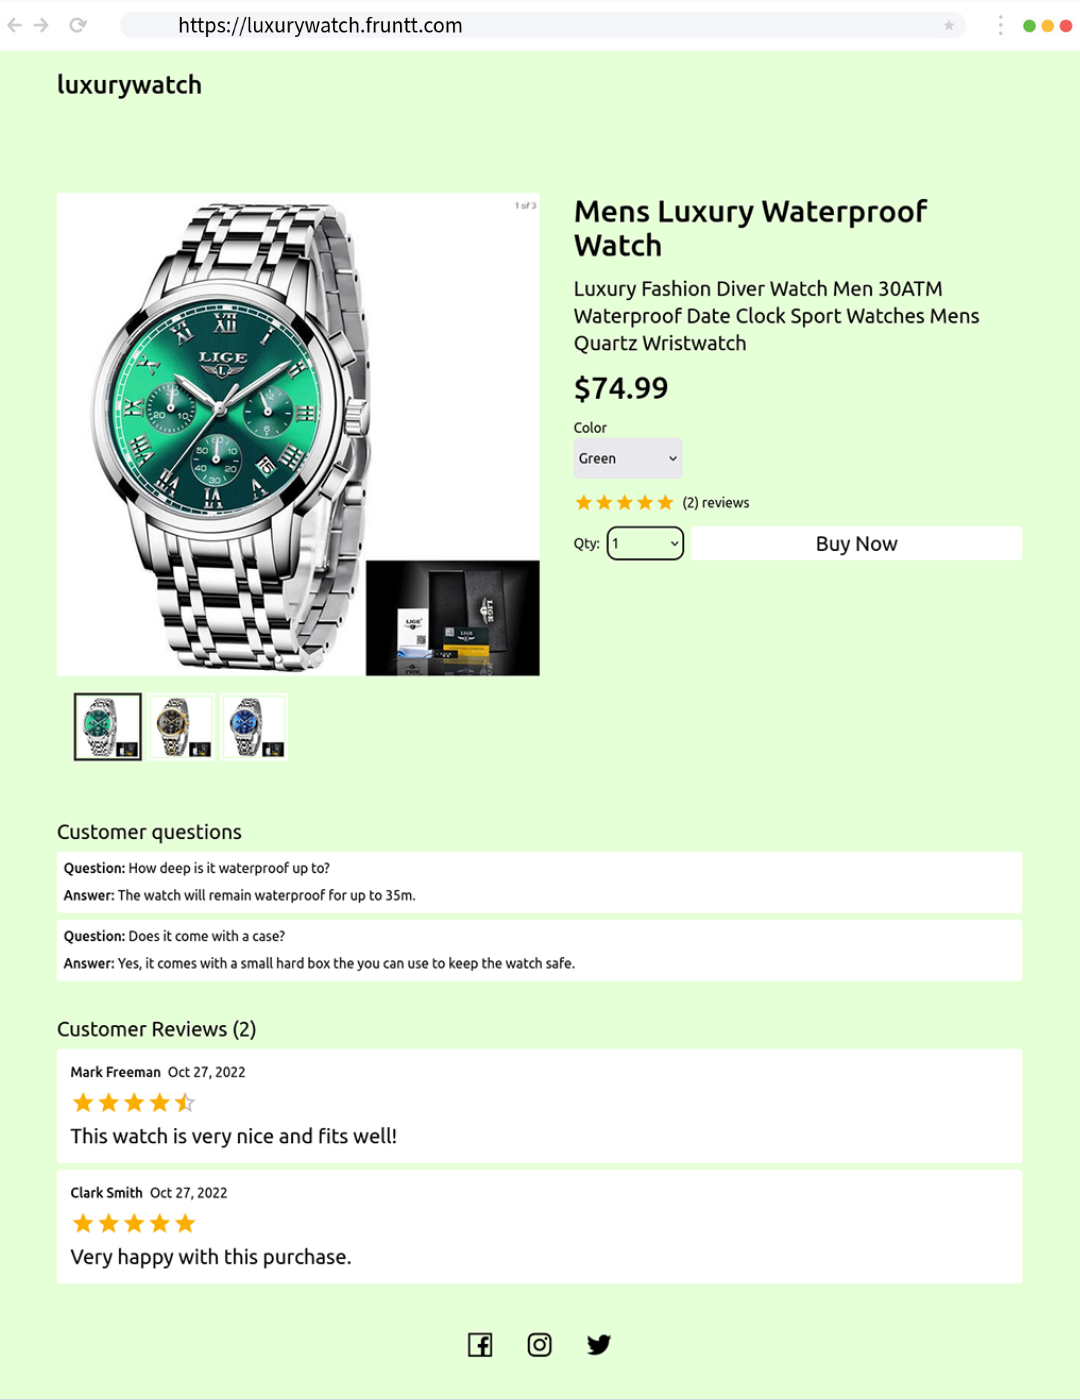 https://luxurywatch.fruntt.com
luxurywatch
1 of 3
LIGE
Mens Luxury Waterproof
Watch
Luxury Fashion Diver Watch Men 30ATM
Waterproof Date Clock Sport Watches Mens
Quartz Wristwatch
$74.99
Color
Green
(2) reviews
Qty: 1
Buy Now
Customer questions
Question: How deep is it waterproof up to?
Answer: The watch will remain waterproof for up to 35m.
Question: Does it come with a case?
Answer: Yes, it comes with a small hard box the you can use to keep the watch safe.
Customer Reviews (2)
Mark Freeman Oct 27, 2022
This watch is very nice and fits well!
Clark Smith Oct 27, 2022
Very happy with this purchase.